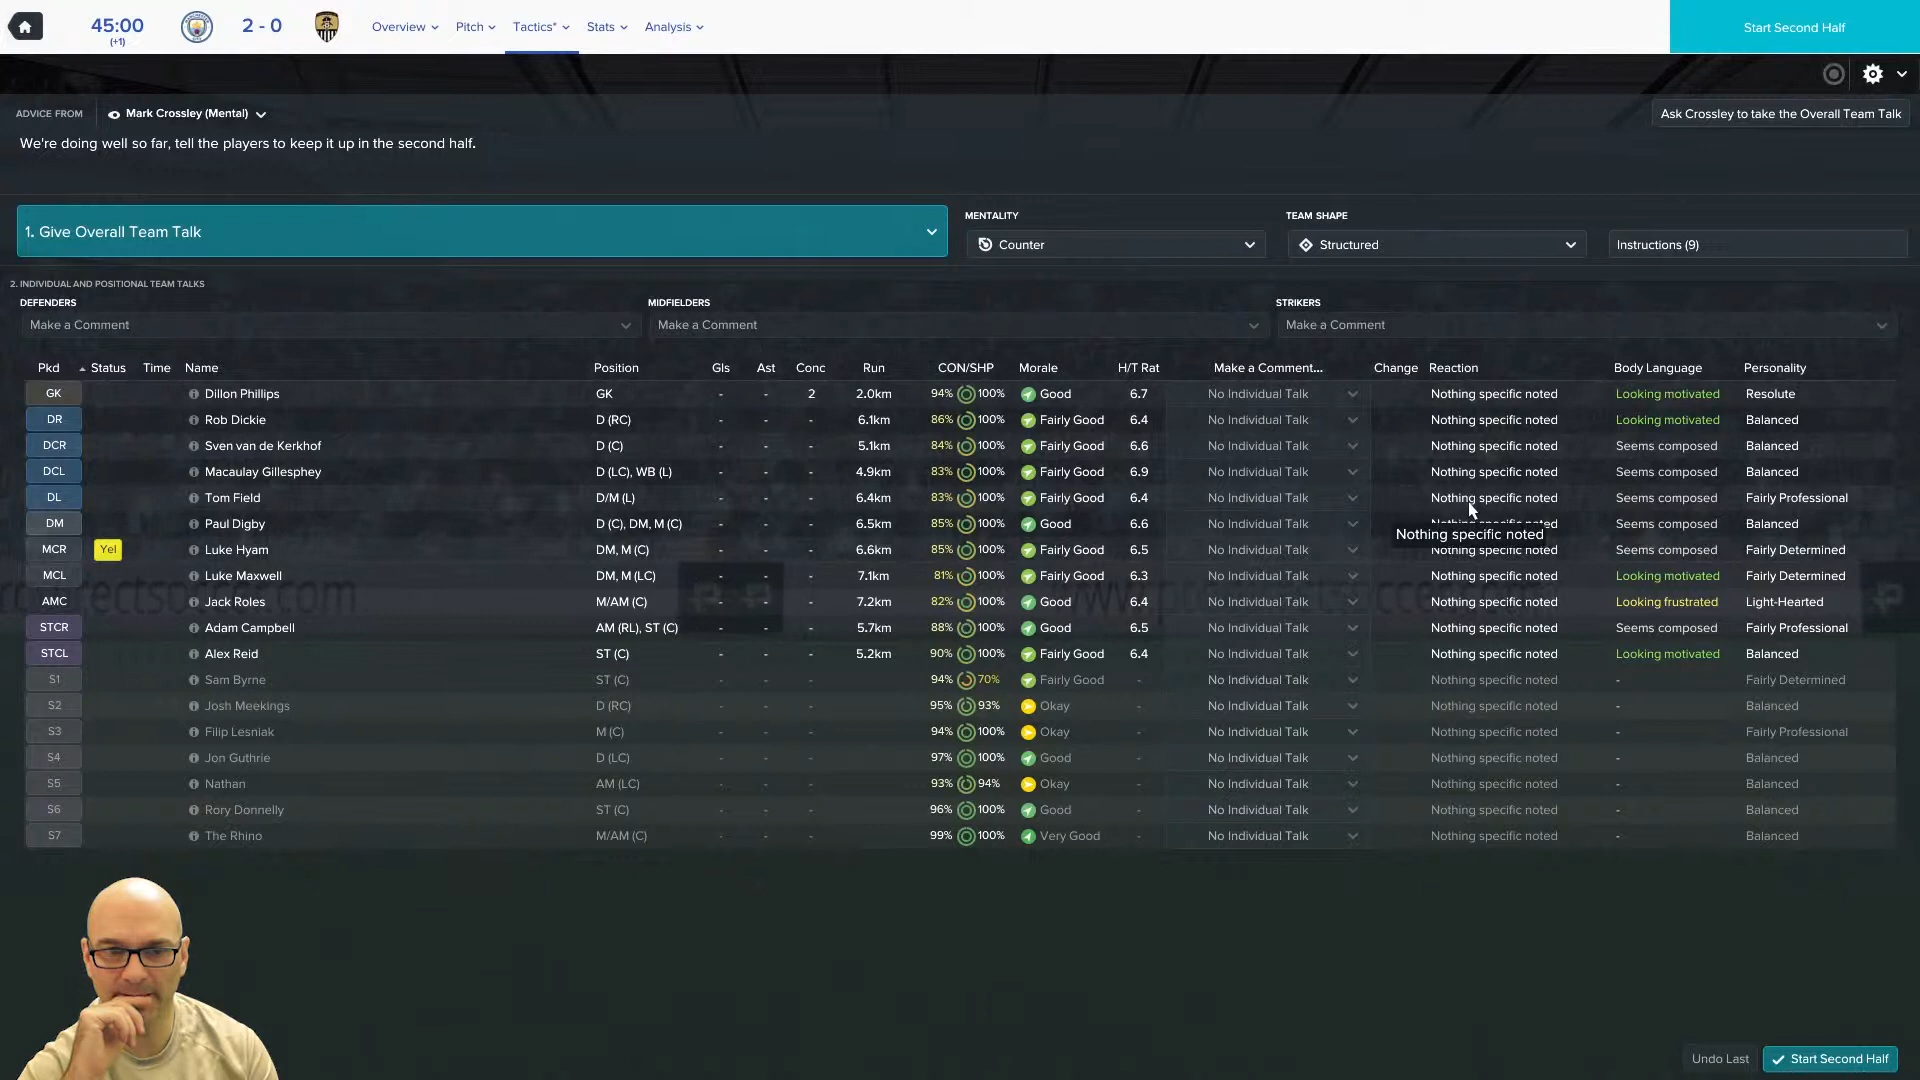 45:00 2 - 0 Overview Pitch Tactics* Stats Analysis Start Second Half
(+1)
ADVICE FROM Mark Crossley (Mental) Ask Crossley to take the Overall Team Talk
We're doing well so far, tell the players to keep it up in the second half.
MENTALITY TEAM SHAPE
1. Give Overall Team Talk Counter Structured Instructions (9)
2. INDIVIDUAL AND POSITIONAL TEAM TALKS
DEFENDERS MIDFIELDERS STRIKERS
Make a Comment Make a Comment Make a Comment
Pkd Status Time Name Position Gls Ast Conc Run CON/SHP Morale H/T Rat Make a Comment... Change Reaction Body Language Personality
GK Dillon Phillips GK - - 2 2.0km 94% 100% Good 6.7 No Individual Talk Nothing specific noted Looking motivated Resolute
DR Rob Dickie D (RC) - - - 6.1km 86% 100% Fairly Good 6.4 No Individual Talk Nothing specific noted Looking motivated Balanced
DCR Sven van de Kerkhof D (C) - - - 5.1km 84% 100% Fairly Good 6.6 No Individual Talk Nothing specific noted Seems composed Balanced
DCL Macaulay Gillesphey D (LC), WB (L) - - - 4.9km 83% 100% Fairly Good 6.9 No Individual Talk Nothing specific noted Seems composed Balanced
DL Tom Field D/M (L) - - - 6.4km 83% 100% Fairly Good 6.4 No Individual Talk Nothing specific noted Seems composed Fairly Professional
DM Paul Digby D (C), DM, M (C) - - - 6.5km 85% 100% Good 6.6 No Individual Talk Nothing specific noted Seems composed Balanced
Nothing specific noted
MCR Yel Luke Hyam DM, M (C) - - - 6.6km 85% 100% Fairly Good 6.5 No Individual Talk Nothing specific noted Seems composed Fairly Determined
MCL Luke Maxwell DM, M (LC) - - - 7.1km 81% 100% Fairly Good 6.3 No Individual Talk Nothing specific noted Looking motivated Fairly Determined
AMC Jack Roles M/AM (C) - - - 7.2km 82% 100% Good 6.4 No Individual Talk Nothing specific noted Looking frustrated Light-Hearted
STCR Adam Campbell AM (RL), ST (C) - - - 5.7km 88% 100% Good 6.5 No Individual Talk Nothing specific noted Seems composed Fairly Professional
STCL Alex Reid ST (C) - - - 5.2km 90% 100% Fairly Good 6.4 No Individual Talk Nothing specific noted Looking motivated Balanced
S1 Sam Byrne ST (C) - - - 94% 70% Fairly Good - No Individual Talk Nothing specific noted - Fairly Determined
S2 Josh Meekings D (RC) - - - 95% 93% Okay - No Individual Talk Nothing specific noted - Balanced
S3 Filip Lesniak M (C) - - - 94% 100% Okay - No Individual Talk Nothing specific noted - Fairly Professional
S4 Jon Guthrie D (LC) - - - 97% 100% Good - No Individual Talk Nothing specific noted - Balanced
S5 Nathan AM (LC) - - - 93% 94% Okay - No Individual Talk Nothing specific noted - Balanced
S6 Rory Donnelly ST (C) - - - 96% 100% Good - No Individual Talk Nothing specific noted - Balanced
S7 The Rhino M/AM (C) - - - 99% 100% Very Good - No Individual Talk Nothing specific noted - Balanced
Undo Last Start Second Half